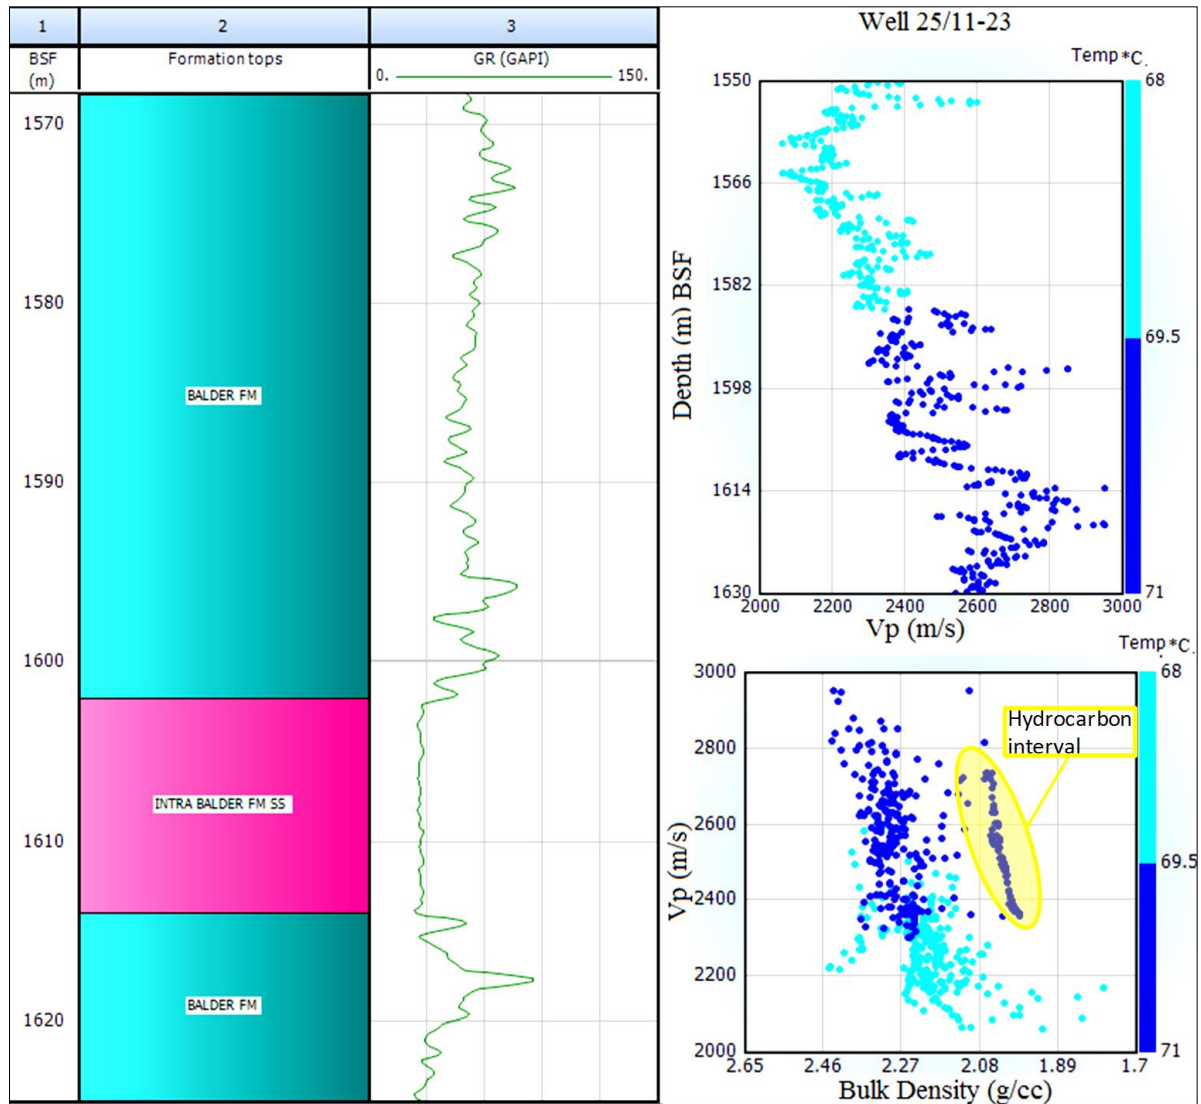 1
2
3
BSF
(m)
Formation tops
GR (GAPI)
0.
150.
1570
1580
BALDER FM
1590
1600
INTRA BALDER FM SS
1610
BALDER FM
1620
Well 25/11-23
Temp *C.
1550
68
1566
1582
69.5
1598
1614
1630
71
2000
2200
2400
2600
2800
3000
Depth (m) BSF
Vp (m/s)
Temp *C.
3000
68
Hydrocarbon
interval
2800
2600
69.5
2400
2200
2000
71
2.65
2.46
2.27
2.08
1.89
1.7
Vp (m/s)
Bulk Density (g/cc)